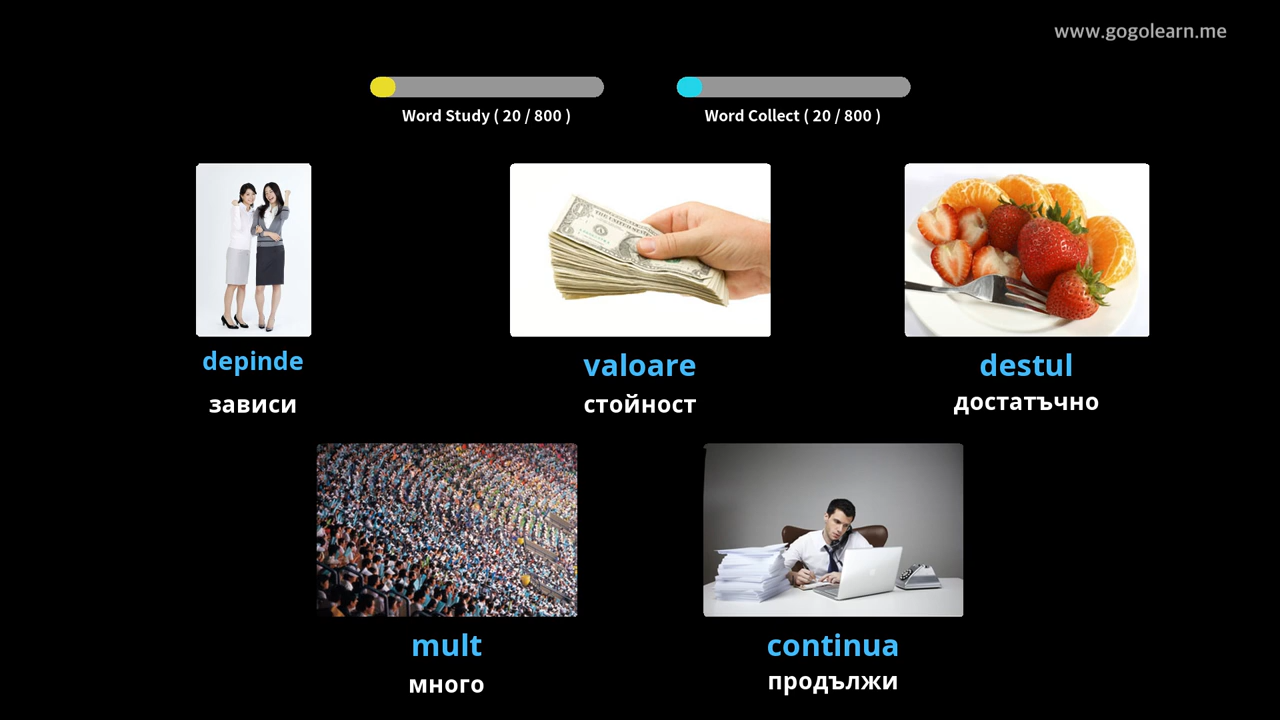 www.gogolearn.me
Word Study ( 20 / 800 )
Word Collect ( 20 / 800 )
depinde
зависи
valoare
стойност
destul
достатъчно
mult
много
continua
продължи